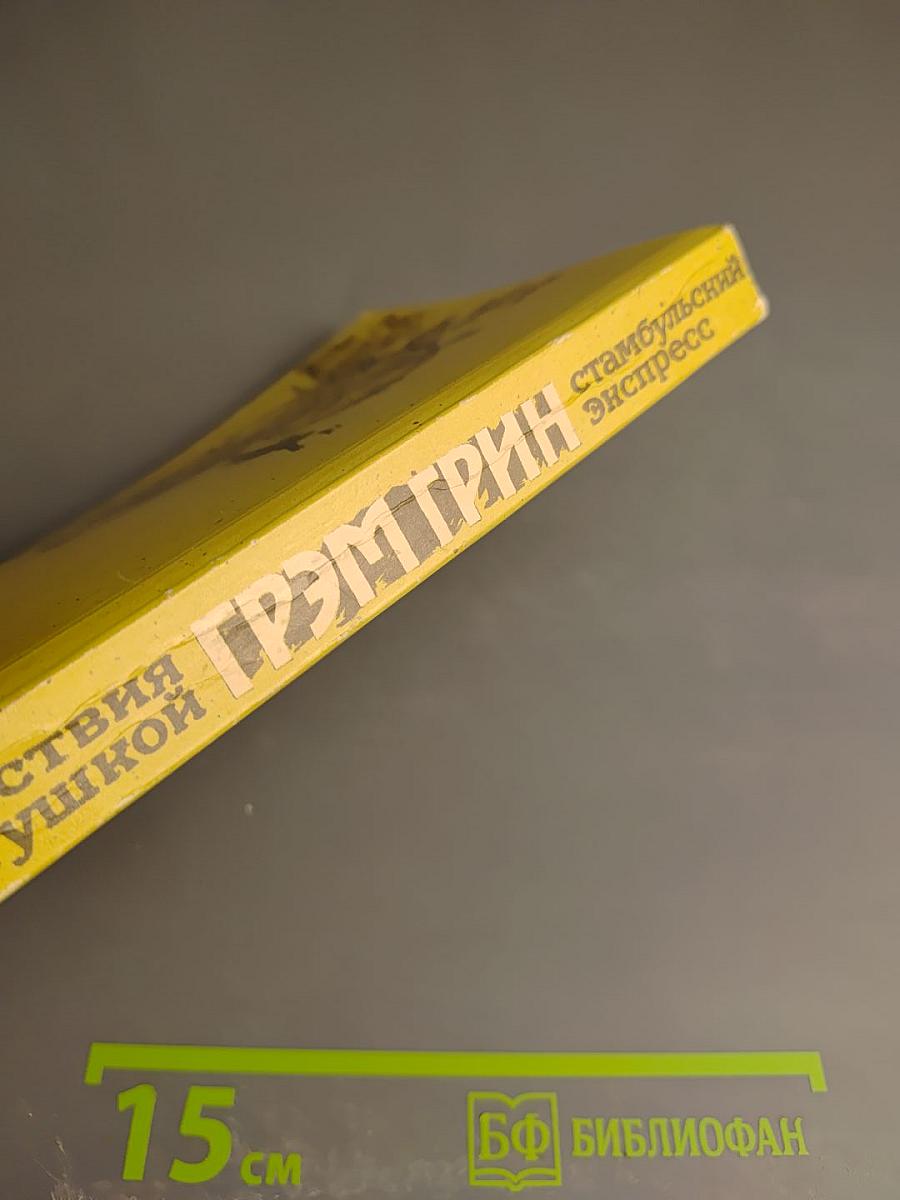 ствия
ушкой
ГРЭМ ГРИН
стамбульский
экспресс
15 см
БФ БИБЛИОФАН